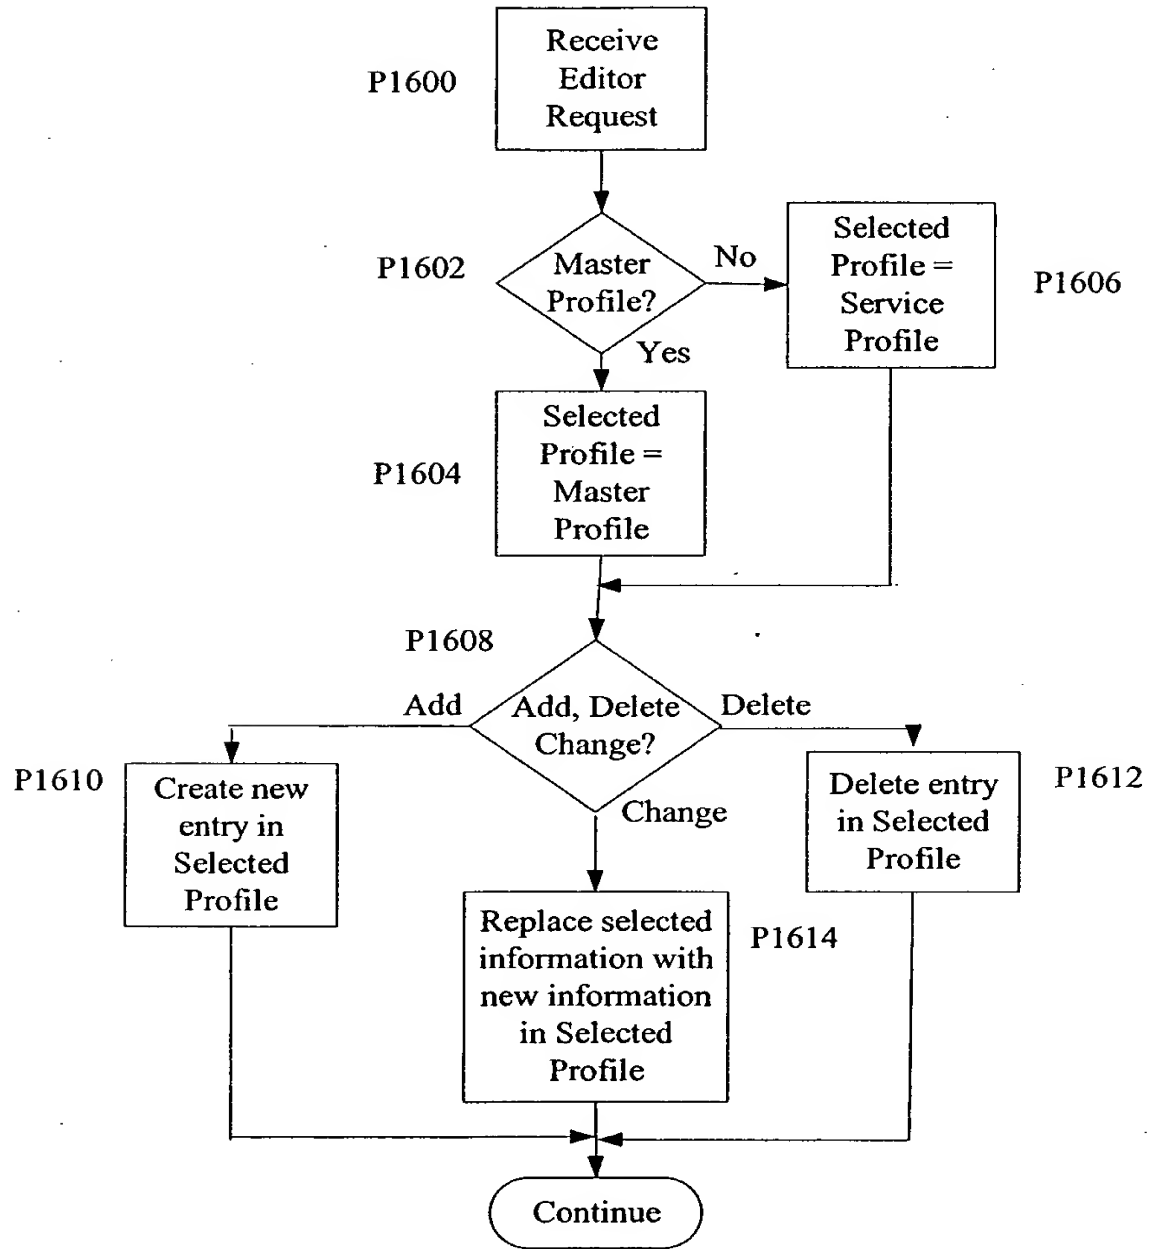 Receive
Editor
Request
P1600
Master
Profile?
P1602
No
Yes
Selected
Profile =
Service
Profile
P1606
Selected
Profile =
Master
Profile
P1604
P1608
Add, Delete
Change?
Add
Delete
Change
P1610
Create new
entry in
Selected
Profile
Delete entry
in Selected
Profile
P1612
Replace selected
information with
new information
in Selected
Profile
P1614
Continue